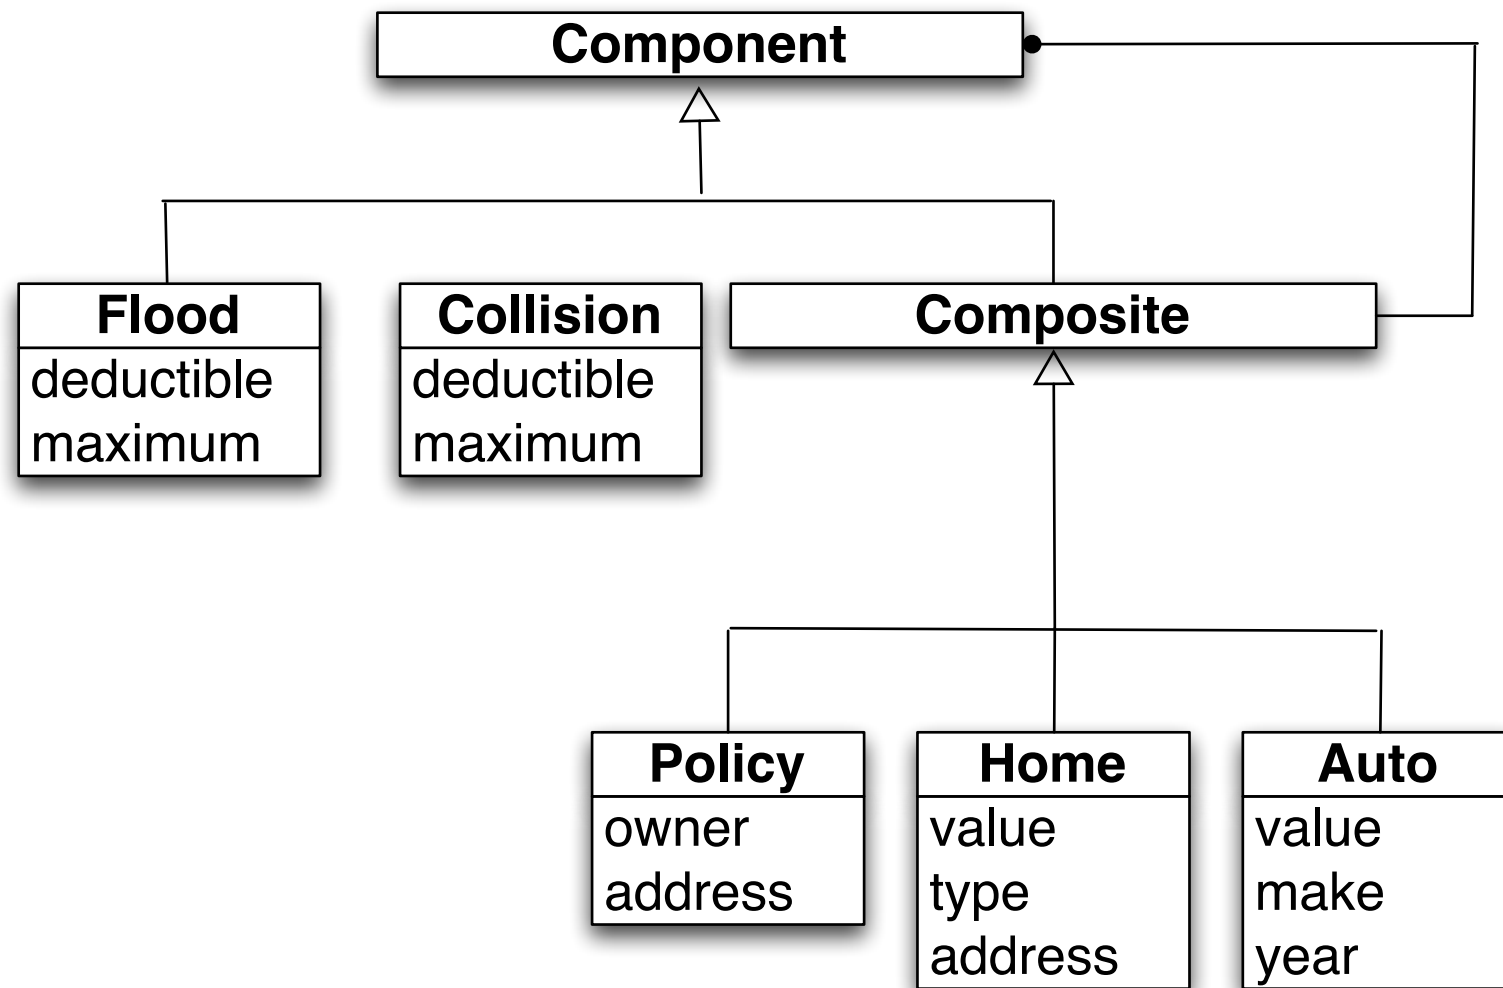 Component
Flood
deductible
maximum
Collision
deductible
maximum
Composite
Policy
owner
address
Home
value
type
address
Auto
value
make
year